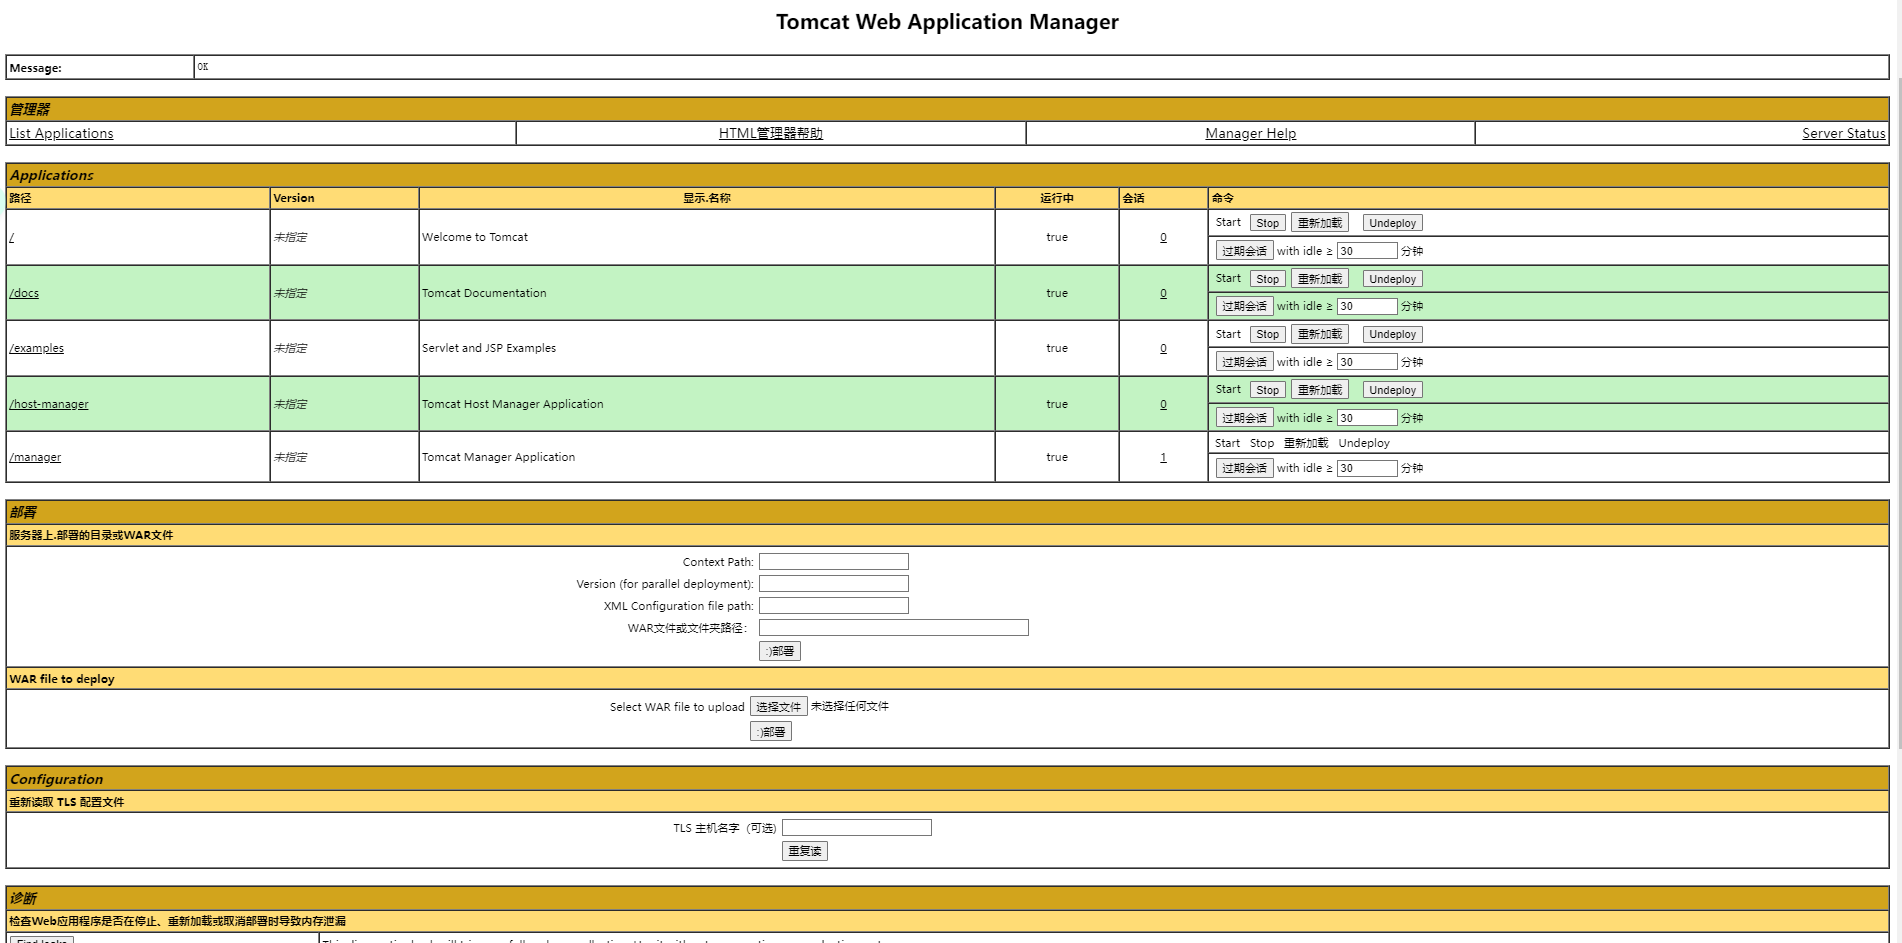 Tomcat Web Application Manager
Message: OK
管理器
List Applications HTML管理器帮助 Manager Help Server Status
Applications
路径 Version 显示.名称 运行中 会话 命令
/ 未指定 Welcome to Tomcat true 0 Start Stop 重新加载 Undeploy
过期会话 with idle ≥ 30 分钟
/docs 未指定 Tomcat Documentation true 0 Start Stop 重新加载 Undeploy
过期会话 with idle ≥ 30 分钟
/examples 未指定 Servlet and JSP Examples true 0 Start Stop 重新加载 Undeploy
过期会话 with idle ≥ 30 分钟
/host-manager 未指定 Tomcat Host Manager Application true 0 Start Stop 重新加载 Undeploy
过期会话 with idle ≥ 30 分钟
/manager 未指定 Tomcat Manager Application true 1 Start Stop 重新加载 Undeploy
过期会话 with idle ≥ 30 分钟
部署
服务器上.部署的目录或WAR文件
Context Path:
Version (for parallel deployment):
XML Configuration file path:
WAR文件或文件夹路径:
:)部署
WAR file to deploy
Select WAR file to upload 选择文件 未选择任何文件
:)部署
Configuration
重新读取 TLS 配置文件
TLS 主机名字 (可选)
重复读
诊断
检查Web应用程序是否在停止、重新加载或取消部署时导致内存泄漏
Find leaks